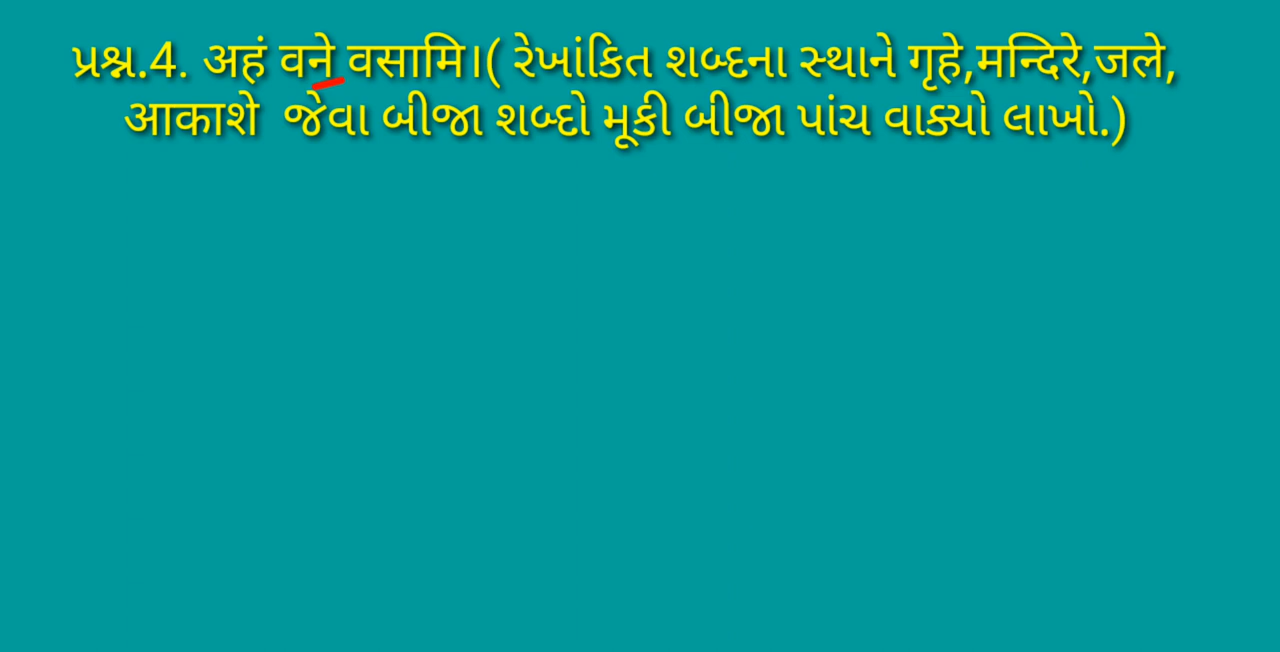 પ્રશ્ન.4. अहं वने वसामि।( રેખાંકિત શબ્દના સ્થાને गृहे,मन्दिरे,जले,
आकाशे જેવા બીજા શબ્દો મૂકી બીજા પાંચ વાક્યો લાખો.)